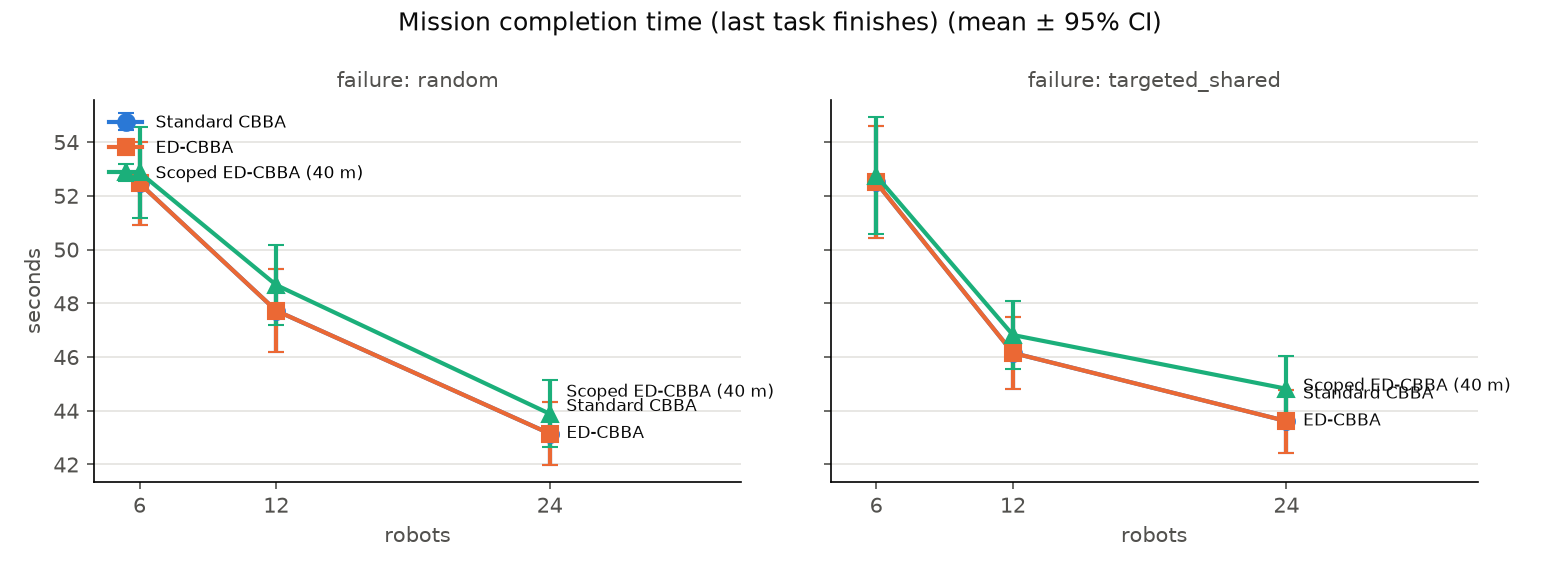 Mission completion time (last task finishes) (mean ± 95% CI)
failure: random
Standard CBBA
ED-CBBA
Scoped ED-CBBA (40 m)
54
52
50
48
46
44
42
seconds
Scoped ED-CBBA (40 m)
Standard CBBA
ED-CBBA
6
12
24
robots
failure: targeted_shared
Scoped ED-CBBA (40 m)
Standard CBBA
ED-CBBA
6
12
24
robots